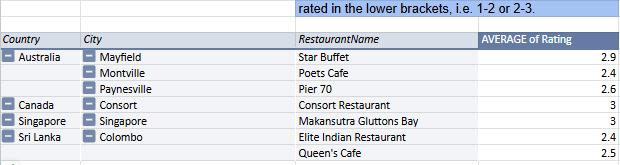 rated in the lower brackets, i.e. 1-2 or 2-3.
Country City RestaurantName AVERAGE of Rating
Australia Mayfield Star Buffet 2.9
Montville Poets Cafe 2.4
Paynesville Pier 70 2.6
Canada Consort Consort Restaurant 3
Singapore Singapore Makansutra Gluttons Bay 3
Sri Lanka Colombo Elite Indian Restaurant 2.4
Queen's Cafe 2.5